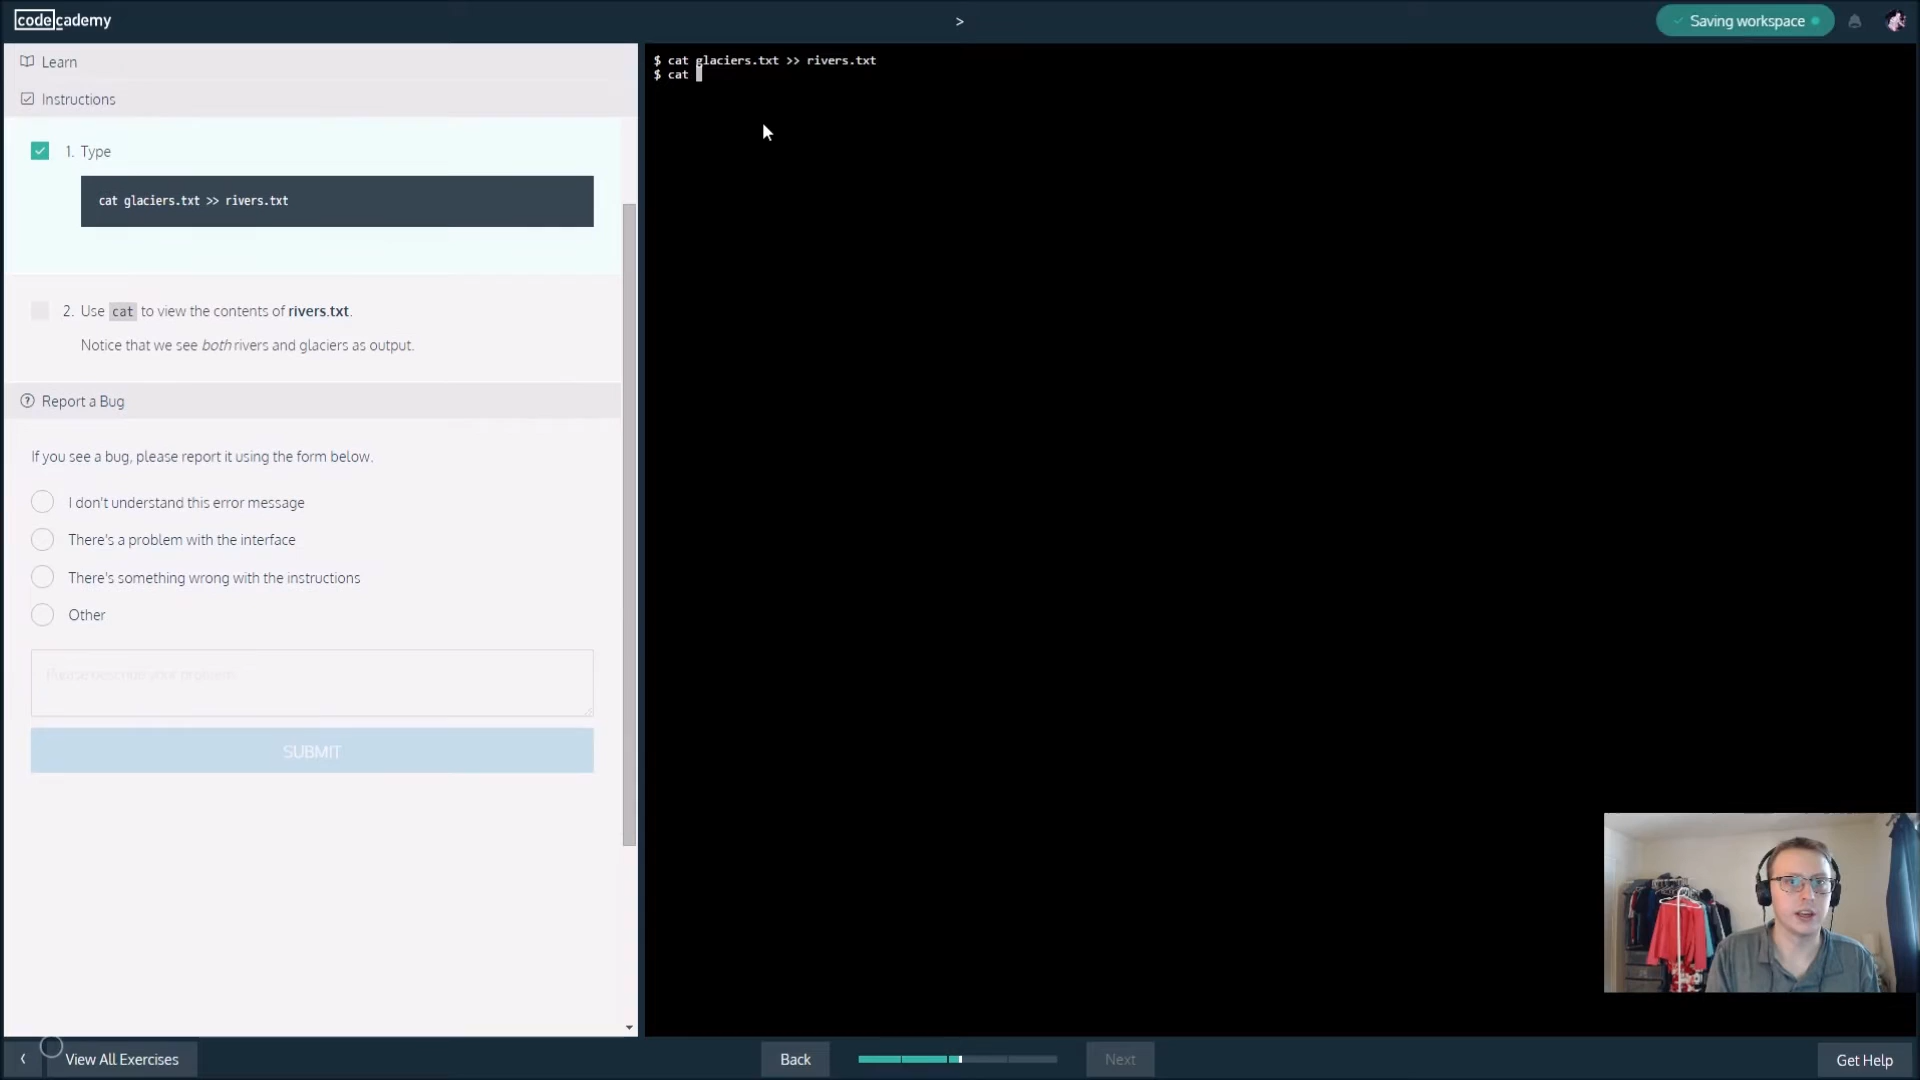 codecademy
>
Saving workspace
Learn
Instructions
1. Type
cat glaciers.txt >> rivers.txt
2. Use cat to view the contents of rivers.txt.
Notice that we see both rivers and glaciers as output.
Report a Bug
If you see a bug, please report it using the form below.
I don't understand this error message
There's a problem with the interface
There's something wrong with the instructions
Other
Please describe your problem
SUBMIT
$ cat glaciers.txt >> rivers.txt
$ cat
View All Exercises
Back
Next
Get Help